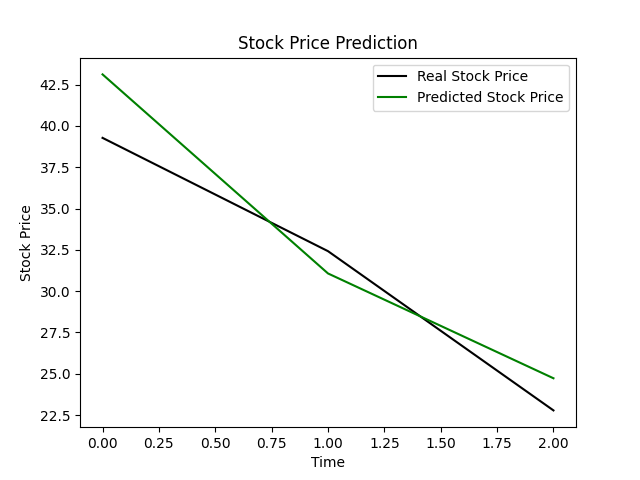 Stock Price Prediction
Real Stock Price
Predicted Stock Price
Stock Price
42.5
40.0
37.5
35.0
32.5
30.0
27.5
25.0
22.5
0.00 0.25 0.50 0.75 1.00 1.25 1.50 1.75 2.00
Time